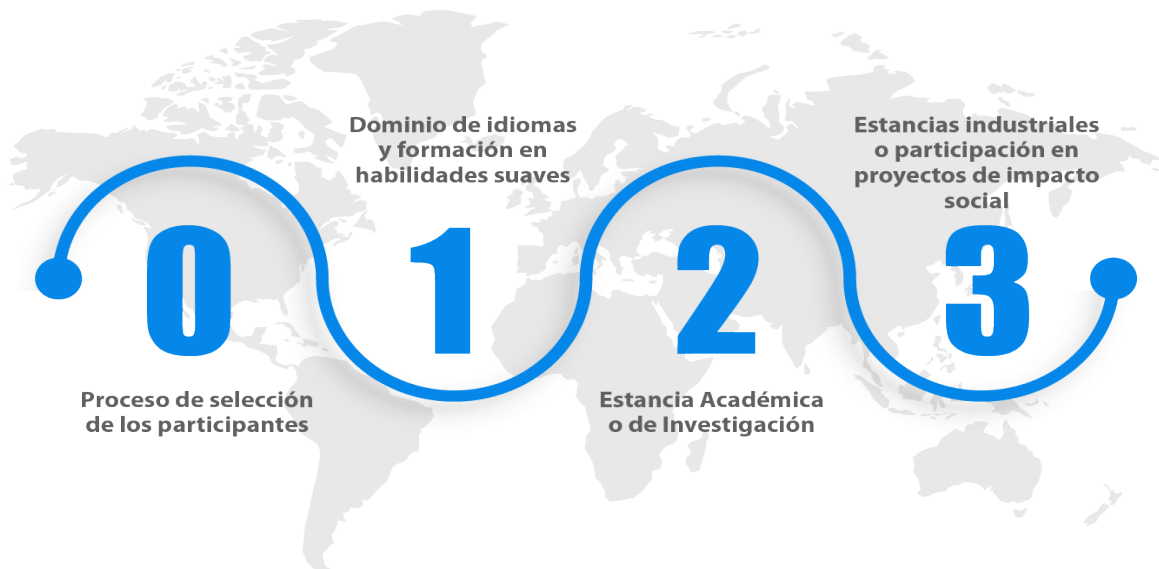 0
Proceso de selección
de los participantes
Dominio de idiomas
y formación en
habilidades suaves
1
2
Estancia Académica
o de Investigación
Estancias industriales
o participación en
proyectos de impacto
social
3